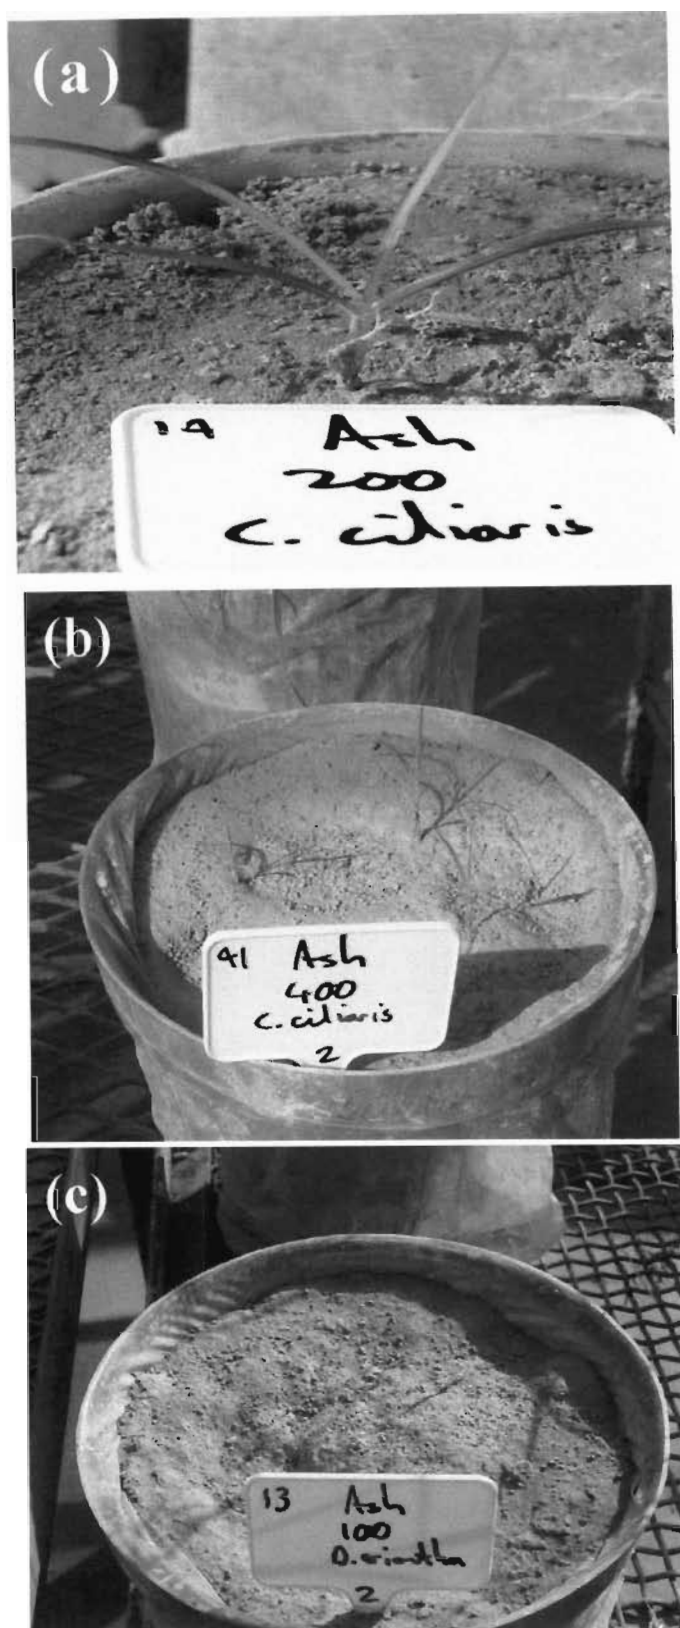 (a)
14 Ash
200
C. ciliaris
(b)
41 Ash
400
C. ciliaris
2
(c)
13 Ash
100
D. eriantha
2